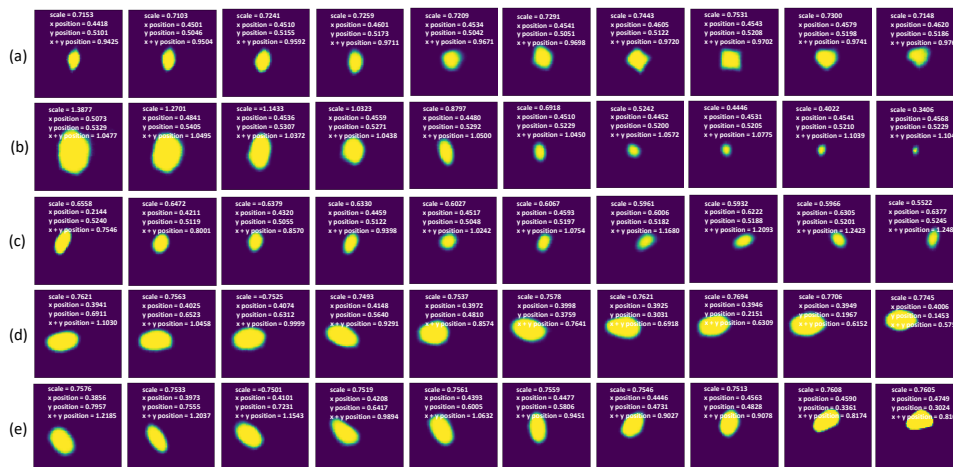 (a)
scale = 0.7153
x position = 0.4418
y position = 0.5101
x + y position = 0.9425
scale = 0.7103
x position = 0.4501
y position = 0.5046
x + y position = 0.9504
scale = 0.7241
x position = 0.4510
y position = 0.5155
x + y position = 0.9592
scale = 0.7259
x position = 0.4601
y position = 0.5173
x + y position = 0.9711
scale = 0.7209
x position = 0.4534
y position = 0.5042
x + y position = 0.9671
scale = 0.7291
x position = 0.4541
y position = 0.5051
x + y position = 0.9698
scale = 0.7443
x position = 0.4605
y position = 0.5122
x + y position = 0.9720
scale = 0.7531
x position = 0.4543
y position = 0.5208
x + y position = 0.9702
scale = 0.7300
x position = 0.4579
y position = 0.5198
x + y position = 0.9741
scale = 0.7148
x position = 0.4620
y position = 0.5186
x + y position = 0.976
(b)
scale = 1.3877
x position = 0.5073
y position = 0.5329
x + y position = 1.0477
scale = 1.2701
x position = 0.4841
y position = 0.5405
x + y position = 1.0495
scale = =1.1433
x position = 0.4536
y position = 0.5307
x + y position = 1.0372
scale = 1.0323
x position = 0.4559
y position = 0.5271
x + y position = 1.0438
scale = 0.8797
x position = 0.4480
y position = 0.5292
x + y position = 1.0500
scale = 0.6918
x position = 0.4510
y position = 0.5229
x + y position = 1.0450
scale = 0.5242
x position = 0.4452
y position = 0.5200
x + y position = 1.0572
scale = 0.4446
x position = 0.4531
y position = 0.5205
x + y position = 1.0775
scale = 0.4022
x position = 0.4541
y position = 0.5210
x + y position = 1.1039
scale = 0.3406
x position = 0.4568
y position = 0.5229
x + y position = 1.104
(c)
scale = 0.6558
x position = 0.2144
y position = 0.5240
x + y position = 0.7546
scale = 0.6472
x position = 0.4211
y position = 0.5119
x + y position = 0.8001
scale = =0.6379
x position = 0.4320
y position = 0.5055
x + y position = 0.8570
scale = 0.6330
x position = 0.4459
y position = 0.5122
x + y position = 0.9398
scale = 0.6027
x position = 0.4517
y position = 0.5048
x + y position = 1.0242
scale = 0.6067
x position = 0.4593
y position = 0.5197
x + y position = 1.0754
scale = 0.5961
x position = 0.6006
y position = 0.5182
x + y position = 1.1680
scale = 0.5932
x position = 0.6222
y position = 0.5188
x + y position = 1.2093
scale = 0.5966
x position = 0.6305
y position = 0.5201
x + y position = 1.2423
scale = 0.5522
x position = 0.6377
y position = 0.5245
x + y position = 1.248
(d)
scale = 0.7621
x position = 0.3941
y position = 0.6911
x + y position = 1.1030
scale = 0.7563
x position = 0.4025
y position = 0.6523
x + y position = 1.0458
scale = =0.7525
x position = 0.4074
y position = 0.6312
x + y position = 0.9999
scale = 0.7493
x position = 0.4148
y position = 0.5640
x + y position = 0.9291
scale = 0.7537
x position = 0.3972
y position = 0.4810
x + y position = 0.8574
scale = 0.7578
x position = 0.3998
y position = 0.3759
x + y position = 0.7641
scale = 0.7621
x position = 0.3925
y position = 0.3031
x + y position = 0.6918
scale = 0.7694
x position = 0.3946
y position = 0.2151
x + y position = 0.6309
scale = 0.7706
x position = 0.3949
y position = 0.1967
x + y position = 0.6152
scale = 0.7745
x position = 0.4006
y position = 0.1453
x + y position = 0.579
(e)
scale = 0.7576
x position = 0.3856
y position = 0.7957
x + y position = 1.2185
scale = 0.7533
x position = 0.3973
y position = 0.7555
x + y position = 1.2037
scale = =0.7501
x position = 0.4101
y position = 0.7231
x + y position = 1.1543
scale = 0.7519
x position = 0.4208
y position = 0.6417
x + y position = 0.9894
scale = 0.7561
x position = 0.4393
y position = 0.6005
x + y position = 1.0632
scale = 0.7559
x position = 0.4477
y position = 0.5806
x + y position = 0.9451
scale = 0.7546
x position = 0.4446
y position = 0.4731
x + y position = 0.9027
scale = 0.7513
x position = 0.4563
y position = 0.4828
x + y position = 0.9078
scale = 0.7608
x position = 0.4590
y position = 0.3361
x + y position = 0.8174
scale = 0.7605
x position = 0.4749
y position = 0.3024
x + y position =